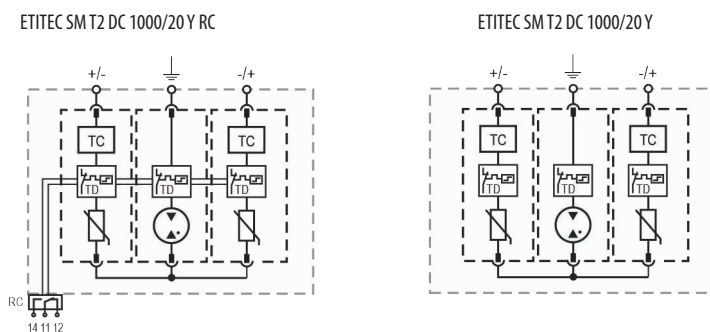 ETITEC SM T2 DC 1000/20 Y RC
+/-
-/+
TC
TC
TD
TD
TD
RC
14 11 12
ETITEC SM T2 DC 1000/20 Y
+/-
-/+
TC
TC
TD
TD
TD